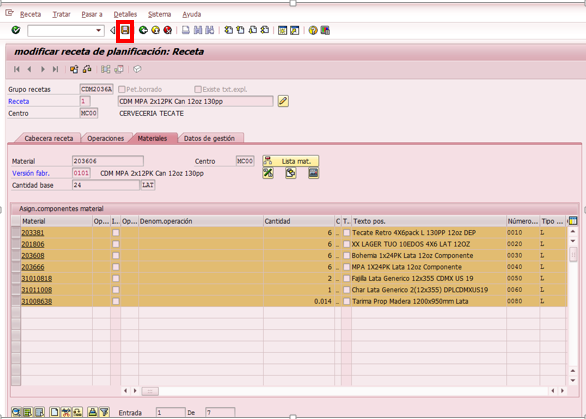 Receta Tratar Pasar a Detalles Sistema Ayuda
modificar receta de planificación: Receta
Grupo recetas CDM2036A Pet.borrado Existe txt.expl.
Receta 1 CDM MPA 2x12PK Can 12oz 130pp
Centro MC00 CERVECERIA TECATE
Cabecera receta Operaciones Materiales Datos de gestión
Material 203606 Centro MC00 Lista mat.
Versión fabr. 0101 CDM MPA 2x12PK Can 12oz 130pp
Cantidad base 24 LAT
Asign.componentes material
Material Op... I... Op... Denom.operación Cantidad C... T.. Texto pos. Número... Tipo ...
203381 6 .. Tecate Retro 4X6pack L 130PP 12oz DEP 0010 L
201806 6 .. XX LAGER TUO 10EDOS 4X6 LAT 12OZ 0020 L
203608 6 .. Bohemia 1x24PK Lata 12oz Componente 0030 L
203666 6 .. MPA 1X24PK Lata 12oz Componente 0040 L
31010818 2 .. Fajilla Lata Generico 12x355 CDMX US 19 0050 L
31011008 1 .. Char Lata Generico 2(12x355) DPLCDMXUS19 0060 L
31008638 0.014 .. Tarima Prop Madera 1200x950mm Lata 0080 L
Entrada 1 De 7